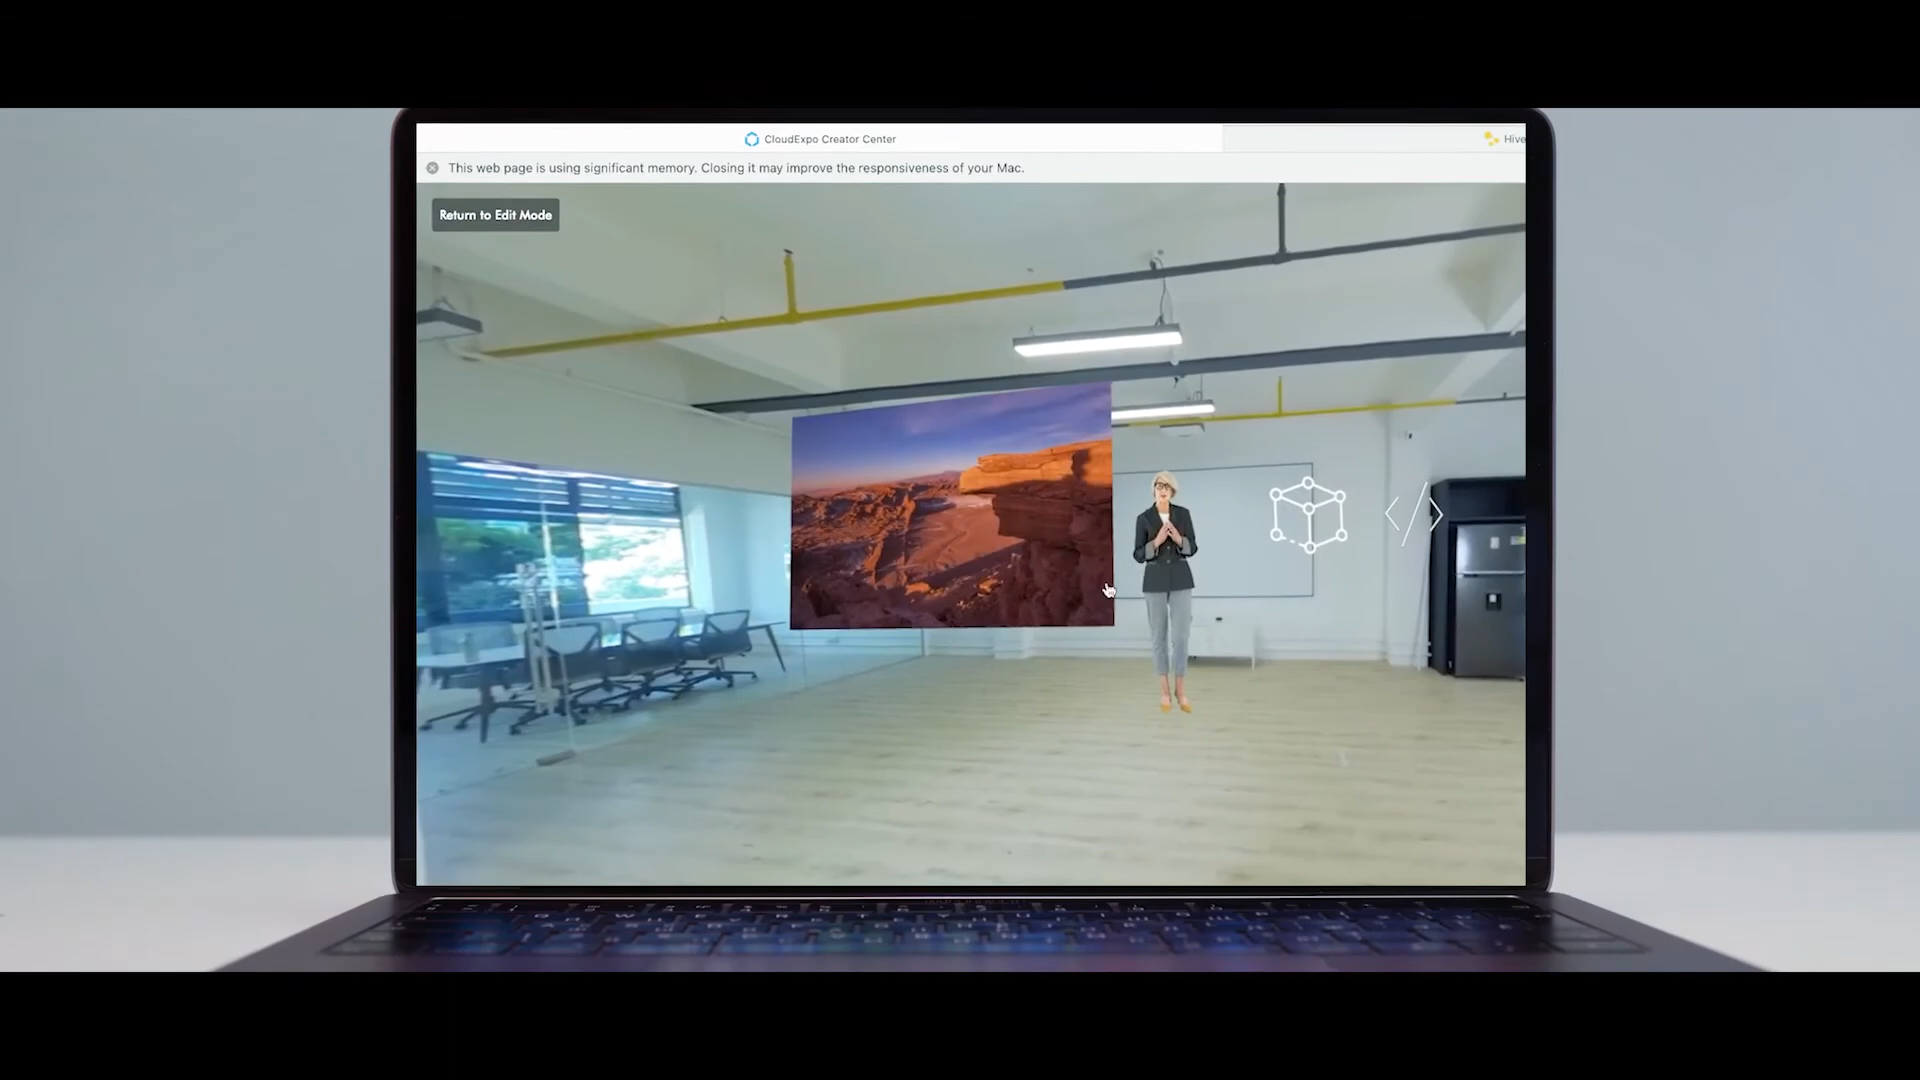 CloudExpo Creator Center
Hive
This web page is using significant memory. Closing it may improve the responsiveness of your Mac.
Return to Edit Mode